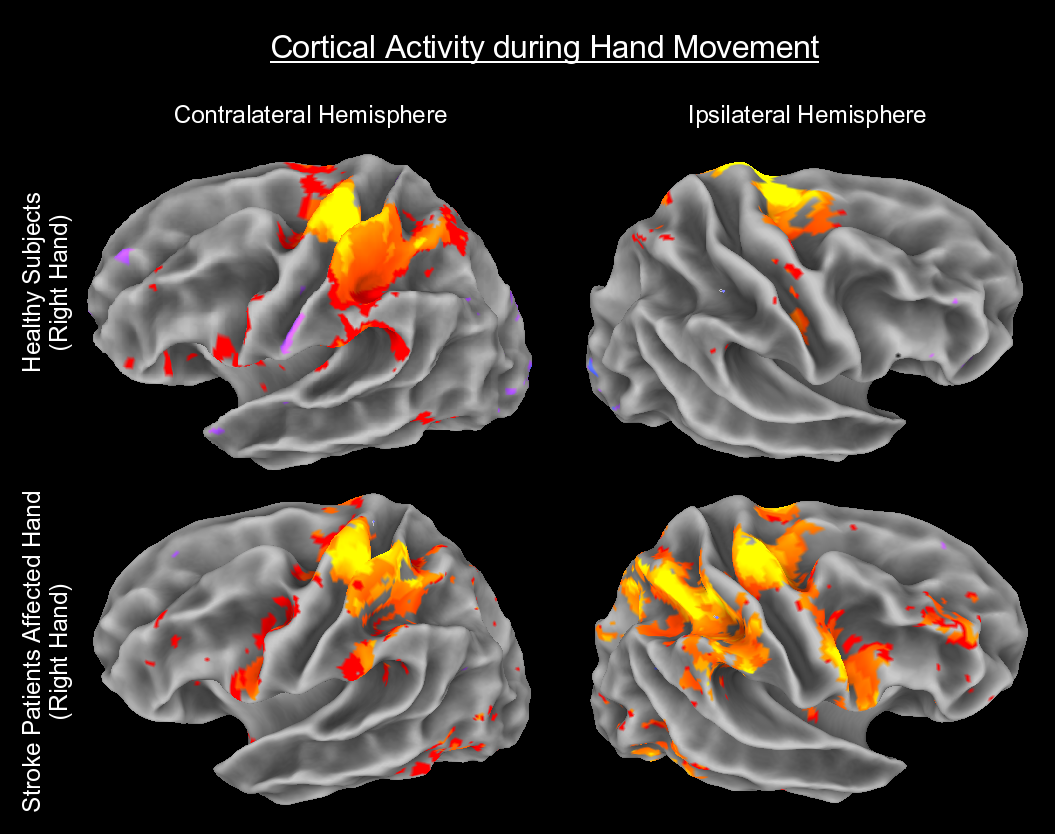 Cortical Activity during Hand Movement
Contralateral Hemisphere
Ipsilateral Hemisphere
Healthy Subjects
(Right Hand)
Stroke Patients Affected Hand
(Right Hand)